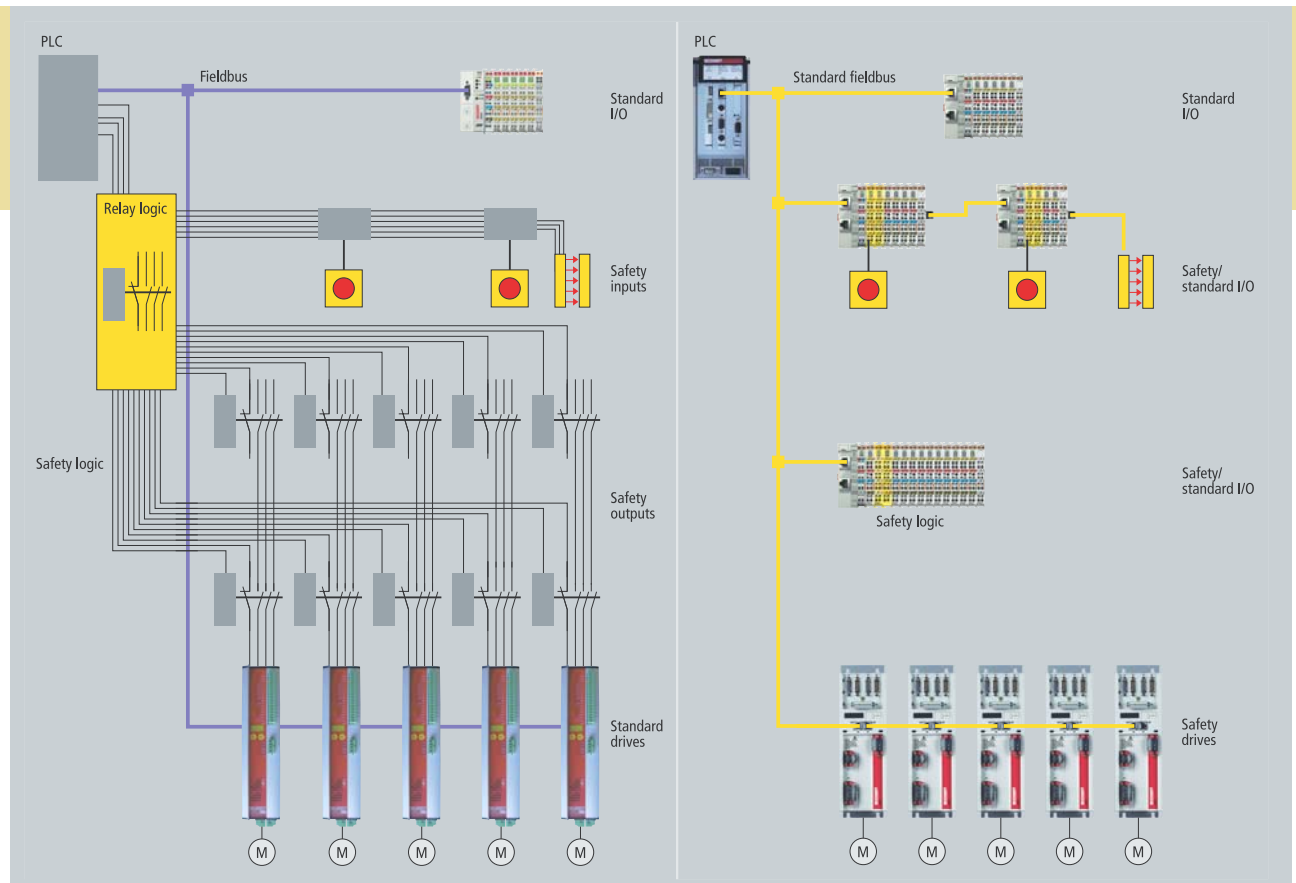 PLC
Fieldbus
Standard
I/O
Relay logic
Safety
inputs
Safety logic
Safety
outputs
Standard
drives
M
M
M
M
M
PLC
Standard fieldbus
Standard
I/O
Safety/
standard I/O
Safety/
standard I/O
Safety logic
Safety
drives
M
M
M
M
M